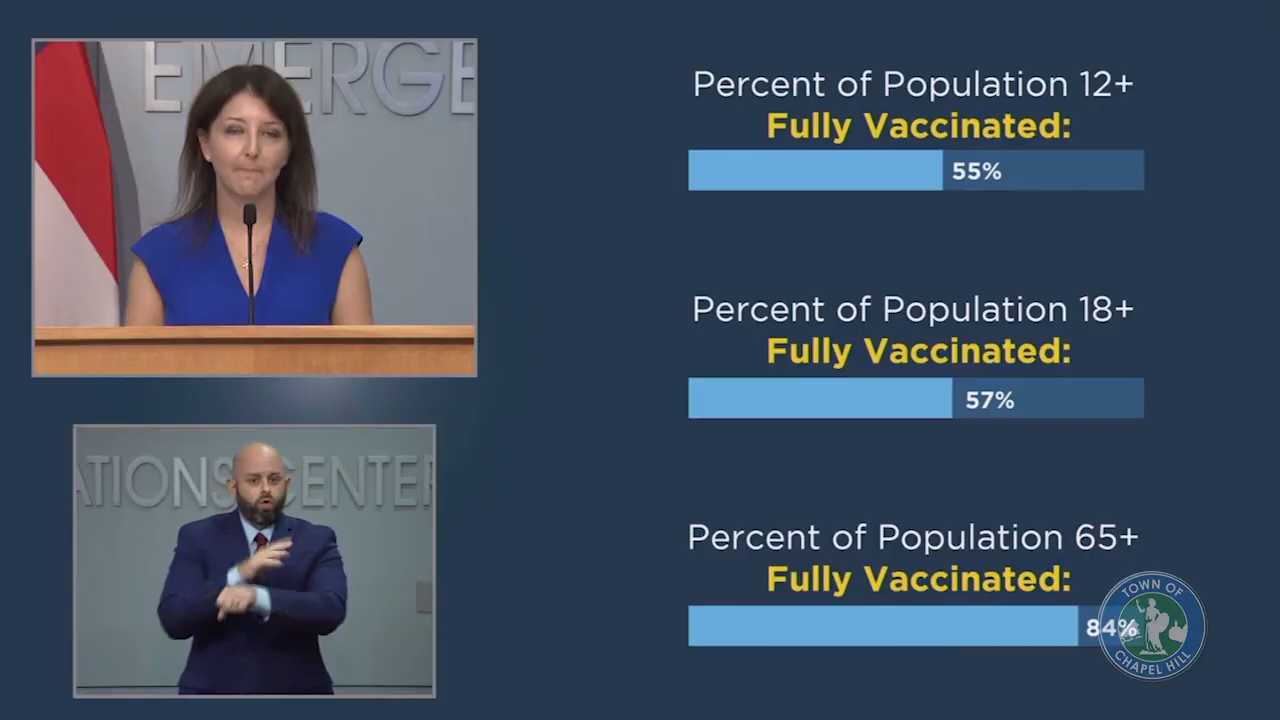 EMERGE
ATIONS CENTER
Percent of Population 12+
Fully Vaccinated:
55%
Percent of Population 18+
Fully Vaccinated:
57%
Percent of Population 65+
Fully Vaccinated:
84%
TOWN OF
CHAPEL HILL